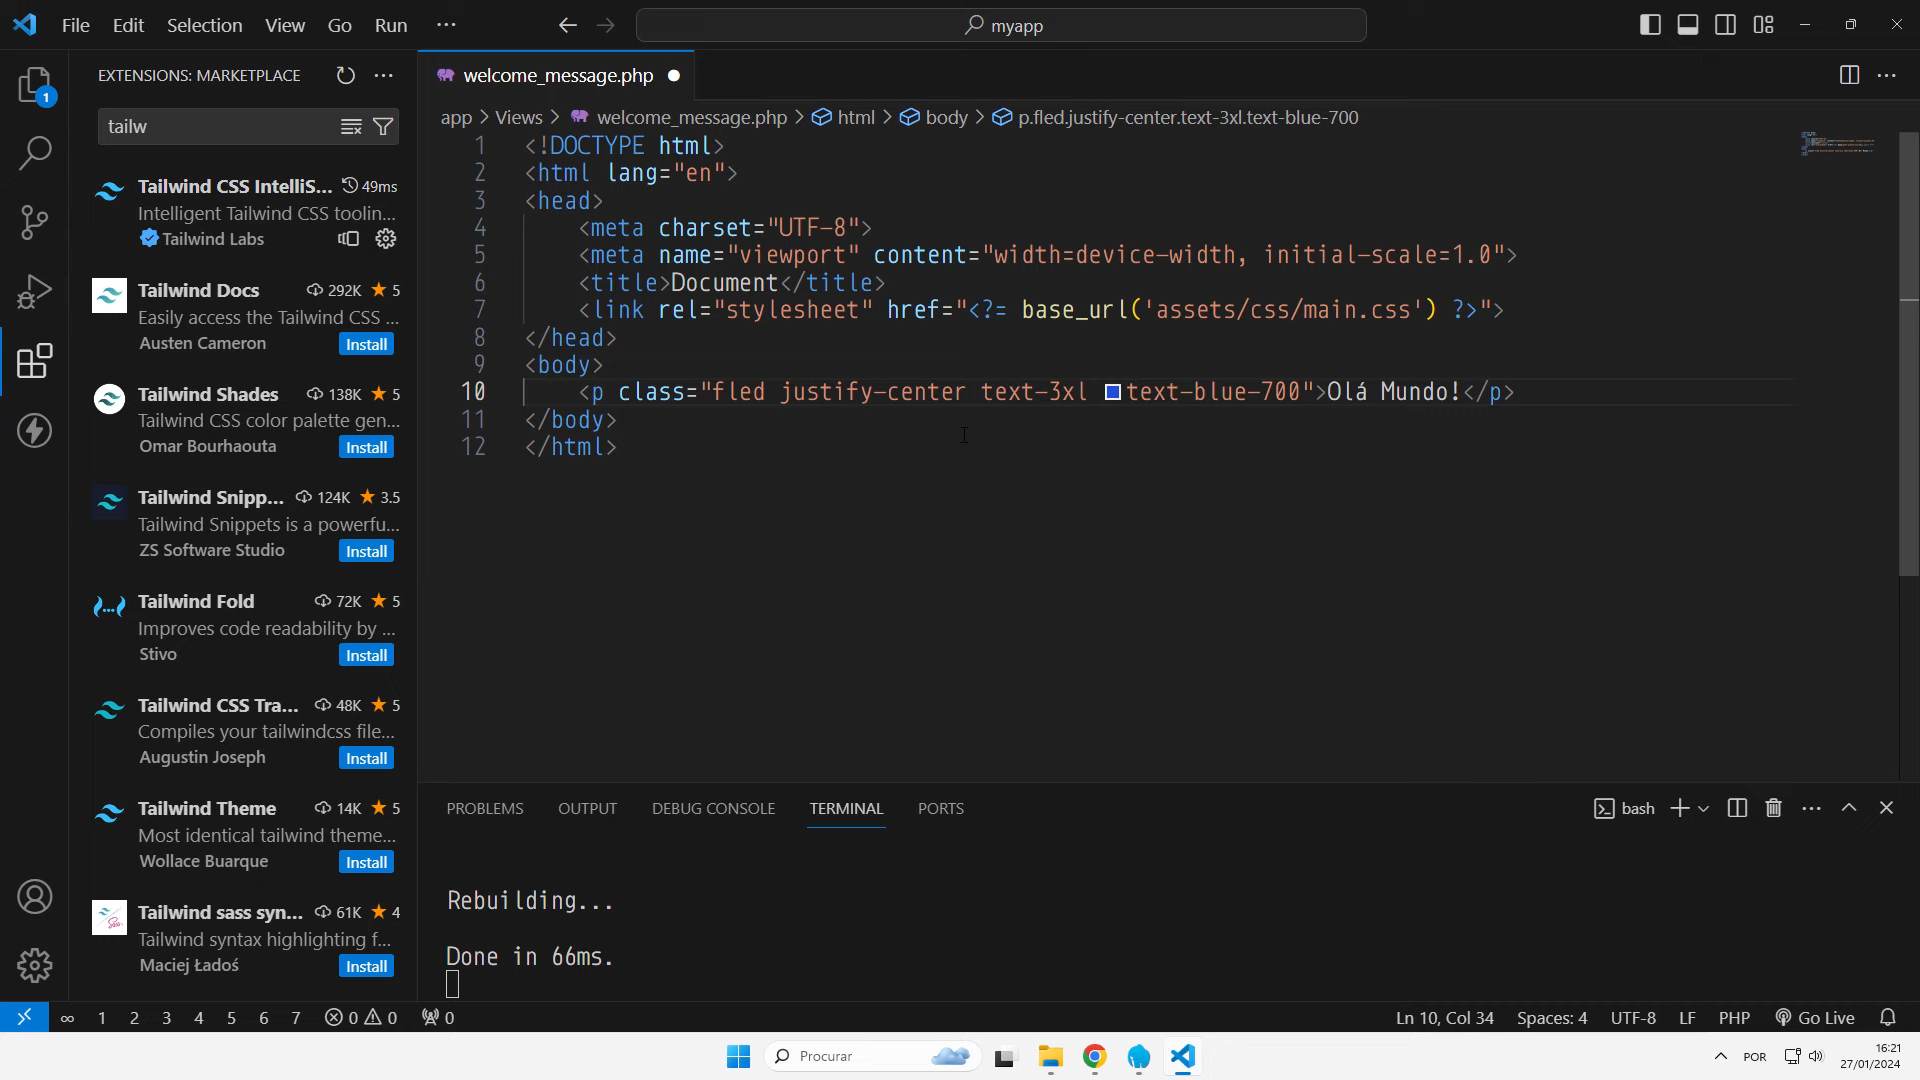 File Edit Selection View Go Run ··· myapp
EXTENSIONS: MARKETPLACE
tailw
Tailwind CSS IntelliS... 49ms
Intelligent Tailwind CSS toolin...
Tailwind Labs
Tailwind Docs 292K 5
Easily access the Tailwind CSS ...
Austen Cameron Install
Tailwind Shades 138K 5
Tailwind CSS color palette gen...
Omar Bourhaouta Install
Tailwind Snipp... 124K 3.5
Tailwind Snippets is a powerfu...
ZS Software Studio Install
Tailwind Fold 72K 5
Improves code readability by ...
Stivo Install
Tailwind CSS Tra... 48K 5
Compiles your tailwindcss file...
Augustin Joseph Install
Tailwind Theme 14K 5
Most identical tailwind theme...
Wollace Buarque Install
Tailwind sass syn... 61K 4
Tailwind syntax highlighting f...
Maciej Ładoś Install
1
welcome_message.php
app > Views > welcome_message.php > html > body > p.fled.justify-center.text-3xl.text-blue-700
1 <!DOCTYPE html>
2 <html lang="en">
3 <head>
4 <meta charset="UTF-8">
5 <meta name="viewport" content="width=device-width, initial-scale=1.0">
6 <title>Document</title>
7 <link rel="stylesheet" href="<?= base_url('assets/css/main.css') ?>">
8 </head>
9 <body>
10 <p class="fled justify-center text-3xl text-blue-700">Olá Mundo!</p>
11 </body>
12 </html>
PROBLEMS OUTPUT DEBUG CONSOLE TERMINAL PORTS bash
Rebuilding...
Done in 66ms.
∞ 1 2 3 4 5 6 7 0 0 0 Ln 10, Col 34 Spaces: 4 UTF-8 LF PHP Go Live
Procurar POR 16:21
27/01/2024